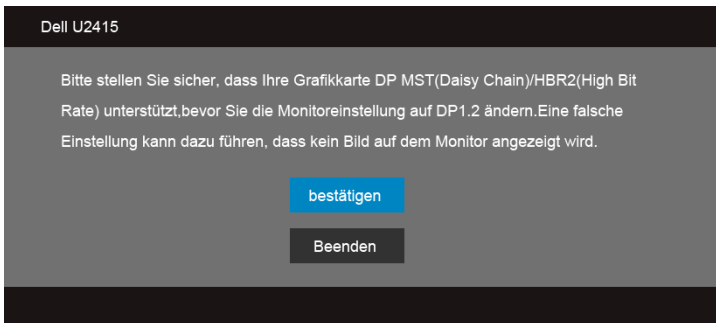 Dell U2415
Bitte stellen Sie sicher, dass Ihre Grafikkarte DP MST(Daisy Chain)/HBR2(High Bit
Rate) unterstützt,bevor Sie die Monitoreinstellung auf DP1.2 ändern.Eine falsche
Einstellung kann dazu führen, dass kein Bild auf dem Monitor angezeigt wird.
bestätigen
Beenden